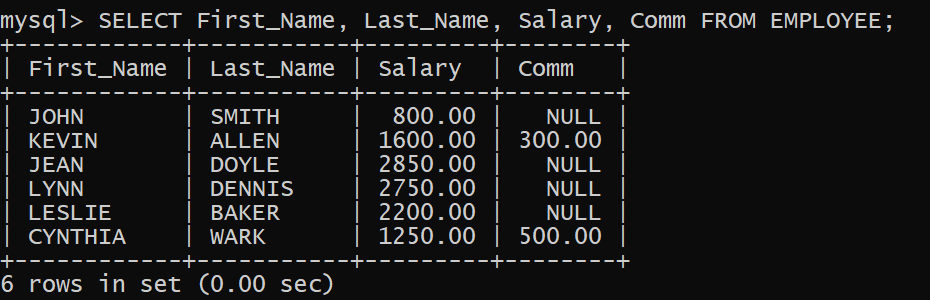 mysql> SELECT First_Name, Last_Name, Salary, Comm FROM EMPLOYEE;
+------------+-----------+---------+--------+
| First_Name | Last_Name | Salary  | Comm   |
+------------+-----------+---------+--------+
| JOHN       | SMITH     |  800.00 |   NULL |
| KEVIN      | ALLEN     | 1600.00 | 300.00 |
| JEAN       | DOYLE     | 2850.00 |   NULL |
| LYNN       | DENNIS    | 2750.00 |   NULL |
| LESLIE     | BAKER     | 2200.00 |   NULL |
| CYNTHIA    | WARK      | 1250.00 | 500.00 |
+------------+-----------+---------+--------+
6 rows in set (0.00 sec)